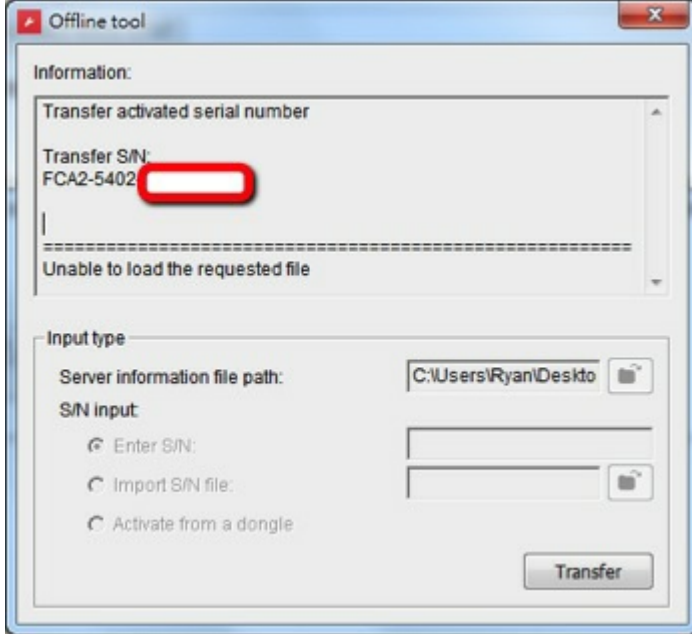 Offline tool
Information:
Transfer activated serial number
Transfer S/N:
FCA2-5402
=======================================================
Unable to load the requested file
Input type
Server information file path:
C:\Users\Ryan\Deskto
S/N input:
Enter S/N:
Import S/N file:
Activate from a dongle
Transfer